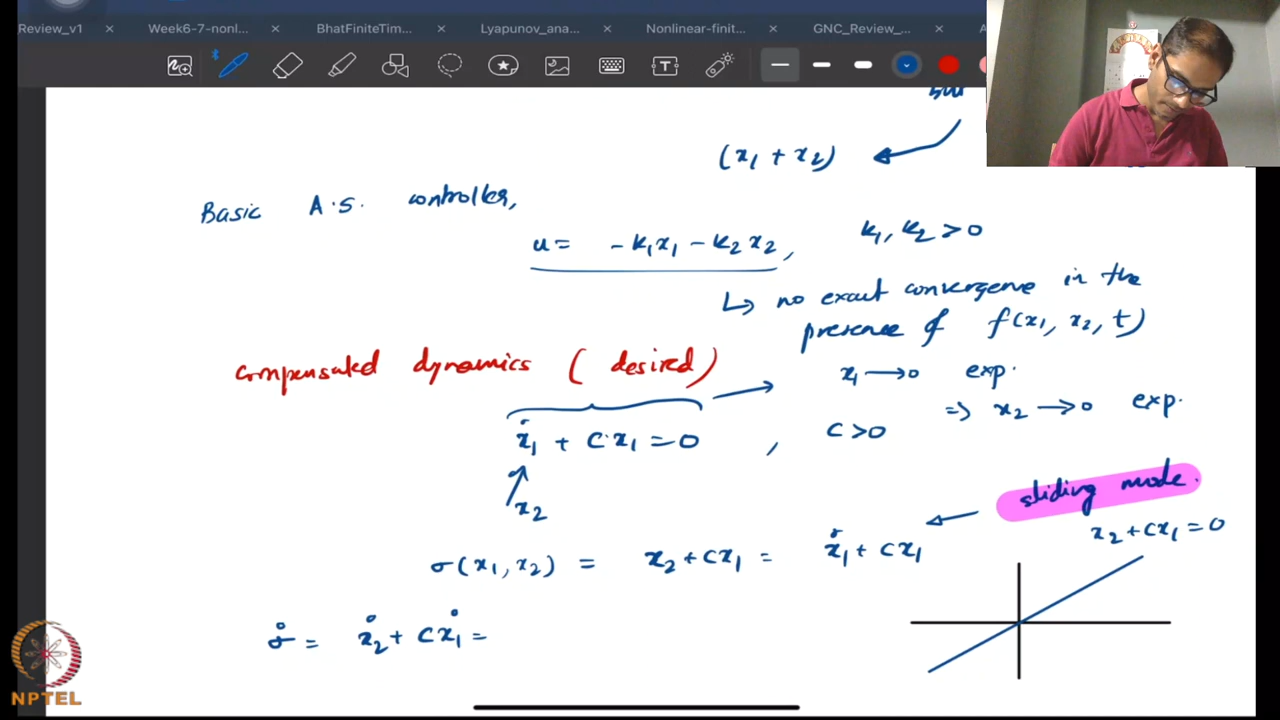 Review_v1 Week6-7-nonl... BhatFiniteTim... Lyapunov_ana... Nonlinear-finit... GNC_Review_...
(x₁ + x₂)
Basic A.S. controller,
u = -k₁x₁ - k₂x₂, k₁, k₂ > 0
↳ no exact convergene in the
presence of f(x₁, x₂, t)
compensated dynamics (desired)
x₁ → 0 exp.
⇒ x₂ → 0 exp.
ẋ₁ + c x₁ = 0, c > 0
x₂
sliding mode.
x₂ + cx₁ = 0
σ(x₁, x₂) = x₂ + cx₁ = ẋ₁ + cx₁
σ̇ = ẋ₂ + cẋ₁ =
NPTEL